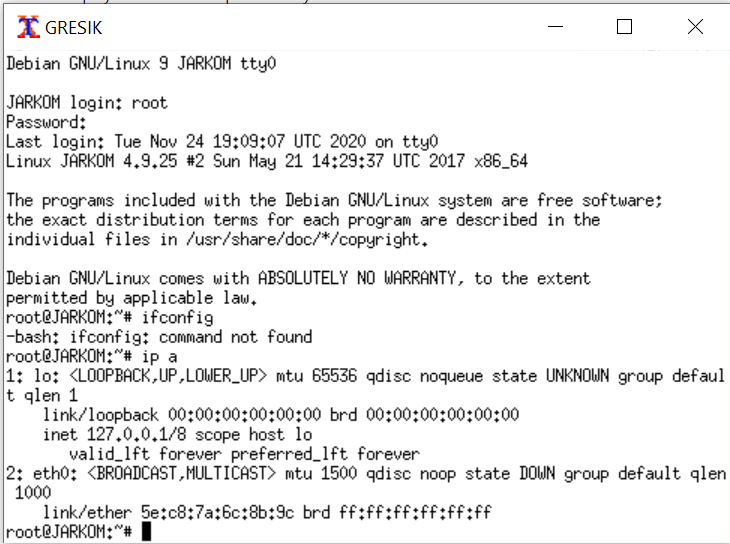 GRESIK
Debian GNU/Linux 9 JARKOM tty0
JARKOM login: root
Password:
Last login: Tue Nov 24 19:09:07 UTC 2020 on tty0
Linux JARKOM 4.9.25 #2 Sun May 21 14:29:37 UTC 2017 x86_64
The programs included with the Debian GNU/Linux system are free software;
the exact distribution terms for each program are described in the
individual files in /usr/share/doc/*/copyright.
Debian GNU/Linux comes with ABSOLUTELY NO WARRANTY, to the extent
permitted by applicable law.
root@JARKOM:~# ifconfig
-bash: ifconfig: command not found
root@JARKOM:~# ip a
1: lo: <LOOPBACK,UP,LOWER_UP> mtu 65536 qdisc noqueue state UNKNOWN group defaul
t qlen 1
    link/loopback 00:00:00:00:00:00 brd 00:00:00:00:00:00
    inet 127.0.0.1/8 scope host lo
       valid_lft forever preferred_lft forever
2: eth0: <BROADCAST,MULTICAST> mtu 1500 qdisc noop state DOWN group default qlen
 1000
    link/ether 5e:c8:7a:6c:8b:9c brd ff:ff:ff:ff:ff:ff
root@JARKOM:~#